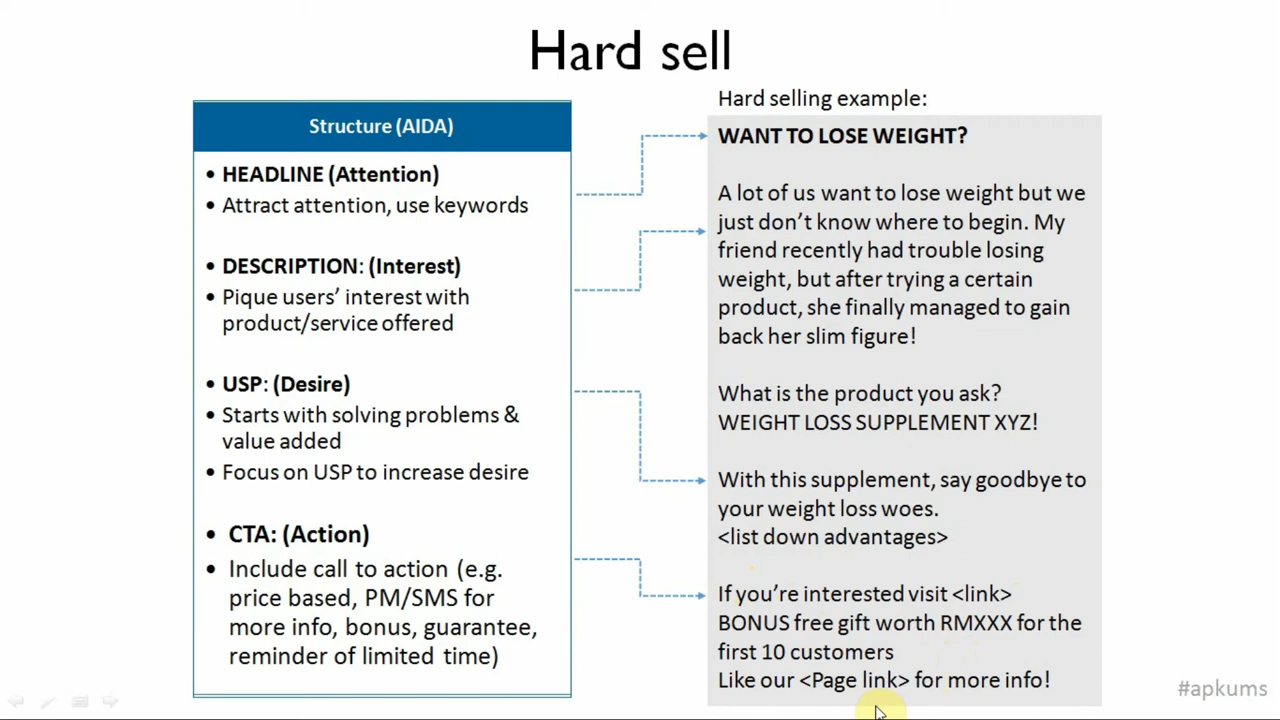 Hard sell
Structure (AIDA)
• HEADLINE (Attention)
• Attract attention, use keywords
• DESCRIPTION: (Interest)
• Pique users’ interest with
product/service offered
• USP: (Desire)
• Starts with solving problems &
value added
• Focus on USP to increase desire
• CTA: (Action)
• Include call to action (e.g.
price based, PM/SMS for
more info, bonus, guarantee,
reminder of limited time)
Hard selling example:
WANT TO LOSE WEIGHT?
A lot of us want to lose weight but we
just don’t know where to begin. My
friend recently had trouble losing
weight, but after trying a certain
product, she finally managed to gain
back her slim figure!
What is the product you ask?
WEIGHT LOSS SUPPLEMENT XYZ!
With this supplement, say goodbye to
your weight loss woes.
<list down advantages>
If you’re interested visit <link>
BONUS free gift worth RMXXX for the
first 10 customers
Like our <Page link> for more info!
#apkums